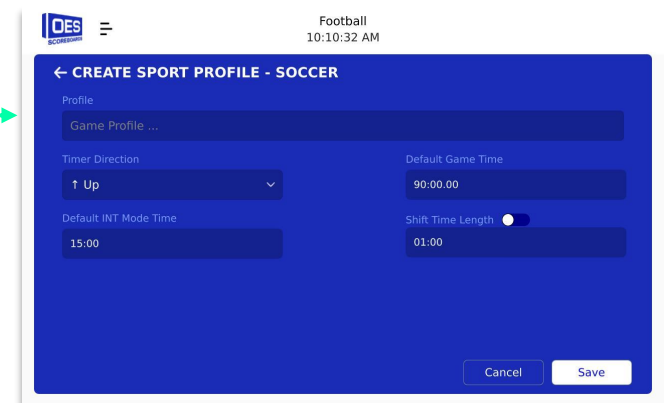 OES
SCOREBOARDS
Football
10:10:32 AM
← CREATE SPORT PROFILE - SOCCER
Profile
Game Profile ...
Timer Direction
Default Game Time
↑ Up
90:00.00
Default INT Mode Time
Shift Time Length
15:00
01:00
Cancel
Save